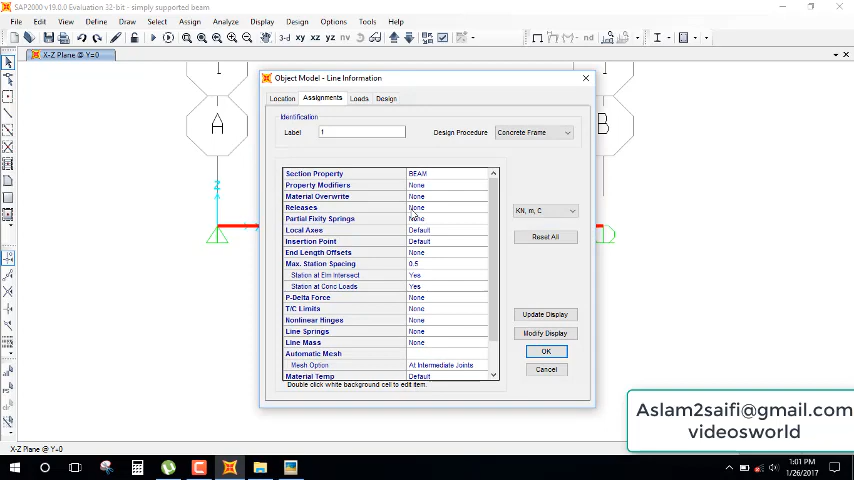 SAP2000 v19.0.0 Evaluation 32-bit - simply supported beam
File Edit View Define Draw Select Assign Analyze Display Design Options Tools Help
3-d xy xz yz
X-Z Plane @ Y=0
Object Model - Line Information
Location Assignments Loads Design
Identification
Label 1 Design Procedure Concrete Frame
Section Property BEAM
Property Modifiers None
Material Overwrite None
Releases None
Partial Fixity Springs None
Local Axes Default
Insertion Point Default
End Length Offsets None
Max. Station Spacing 0.5
Station at Elm Intersect Yes
Station at Conc Loads Yes
P-Delta Force None
T/C Limits None
Nonlinear Hinges None
Line Springs None
Line Mass None
Automatic Mesh
Mesh Option At Intermediate Joints
Material Temp Default
Double click white background cell to edit item.
KN, m, C
Reset All
Update Display
Modify Display
OK
Cancel
A
B
Z
Aslam2saifi@gmail.com
videosworld
X-Z Plane @ Y=0
1:01 PM
1/26/2017